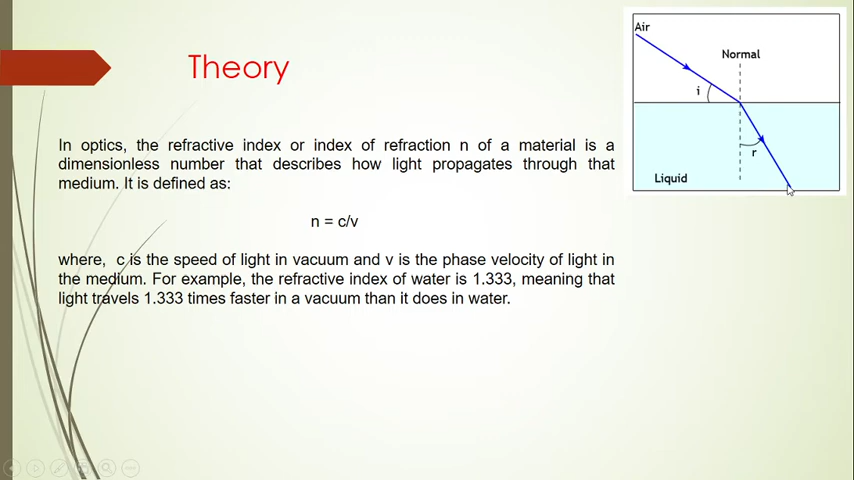 Theory
In optics, the refractive index or index of refraction n of a material is a
dimensionless number that describes how light propagates through that
medium. It is defined as:
n = c/v
where, c is the speed of light in vacuum and v is the phase velocity of light in
the medium. For example, the refractive index of water is 1.333, meaning that
light travels 1.333 times faster in a vacuum than it does in water.
Air
Normal
i
r
Liquid